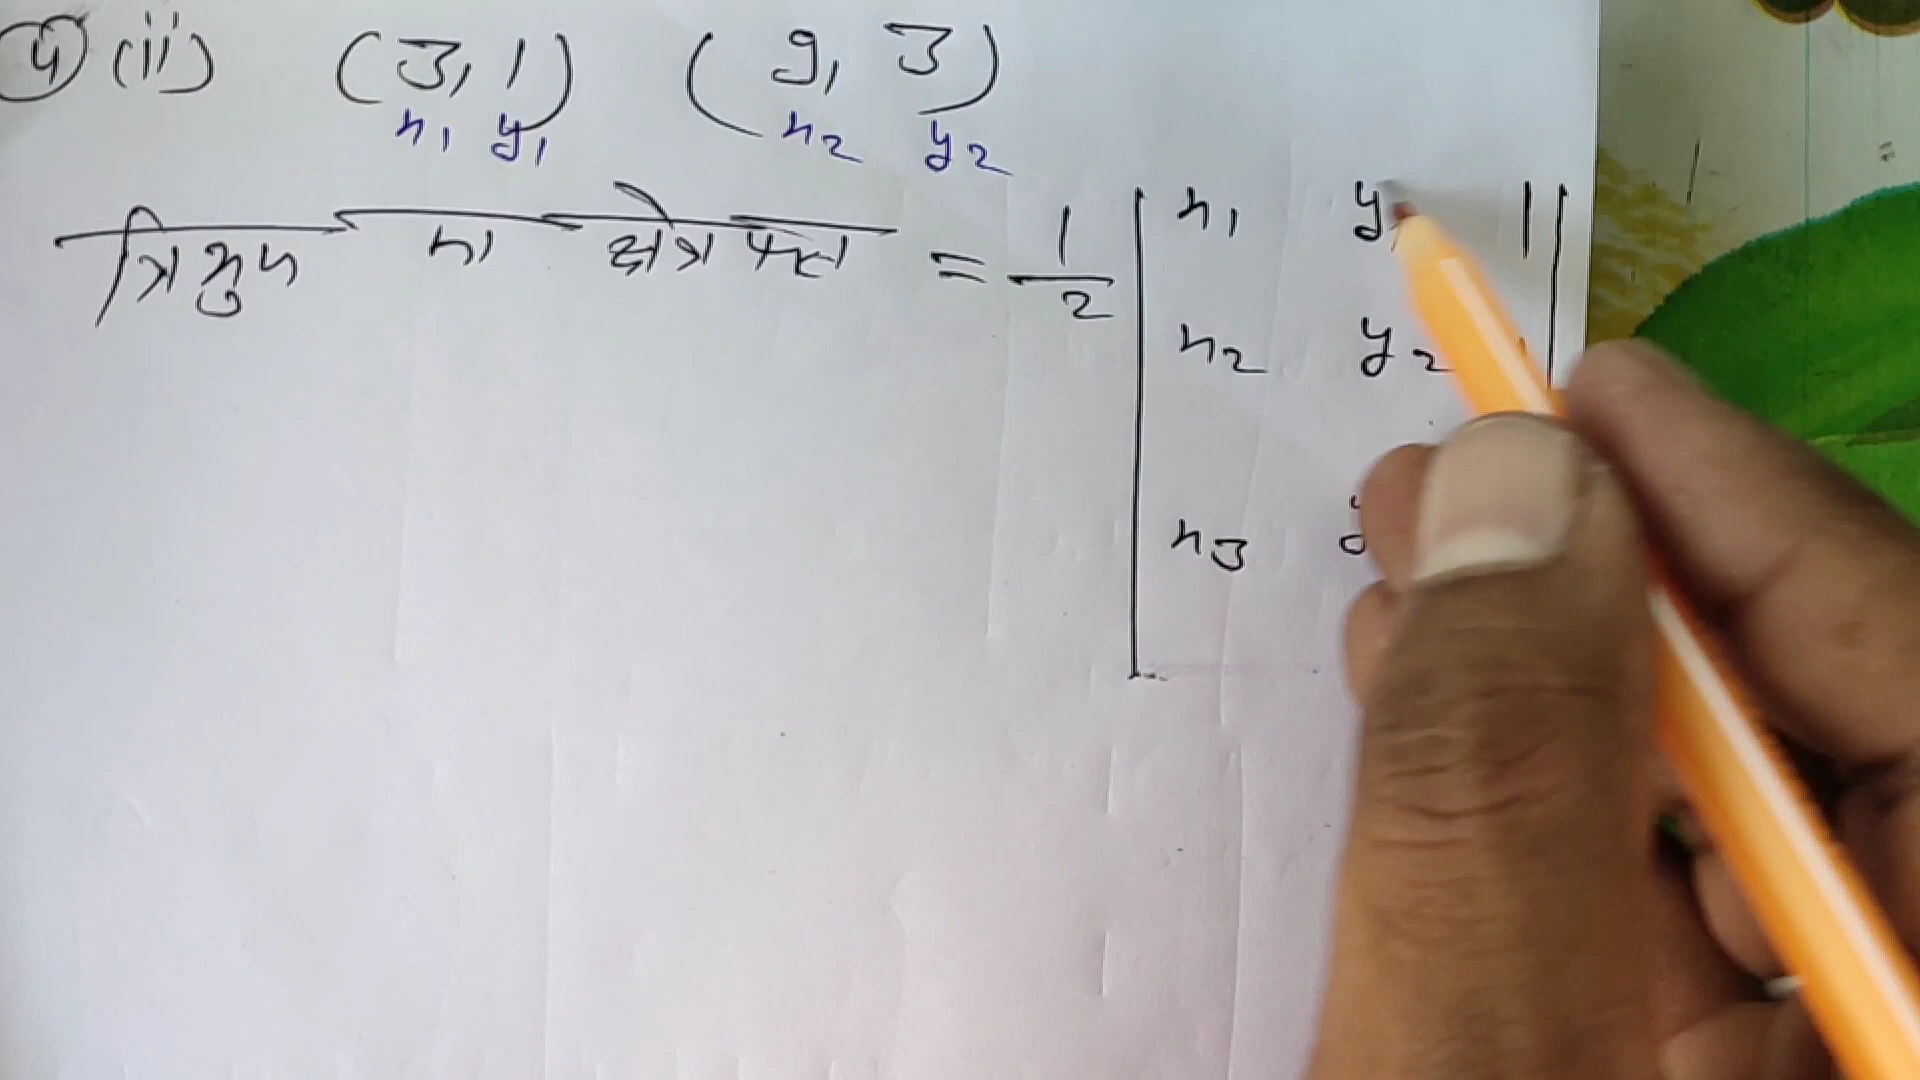 4 (ii) (3, 1) (9, 3)
x1 y1 x2 y2
त्रिभुज का क्षेत्रफल = 1/2 | x1 y1 1 |
x2 y2
x3 y